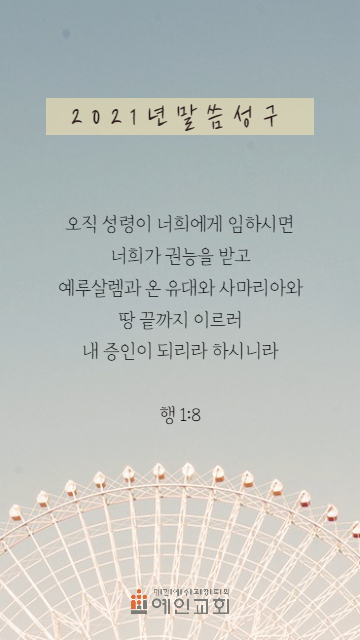 2021년말씀성구
오직 성령이 너희에게 임하시면
너희가 권능을 받고
예루살렘과 온 유대와 사마리아와
땅 끝까지 이르러
내 증인이 되리라 하시니라
행 1:8
예인교회